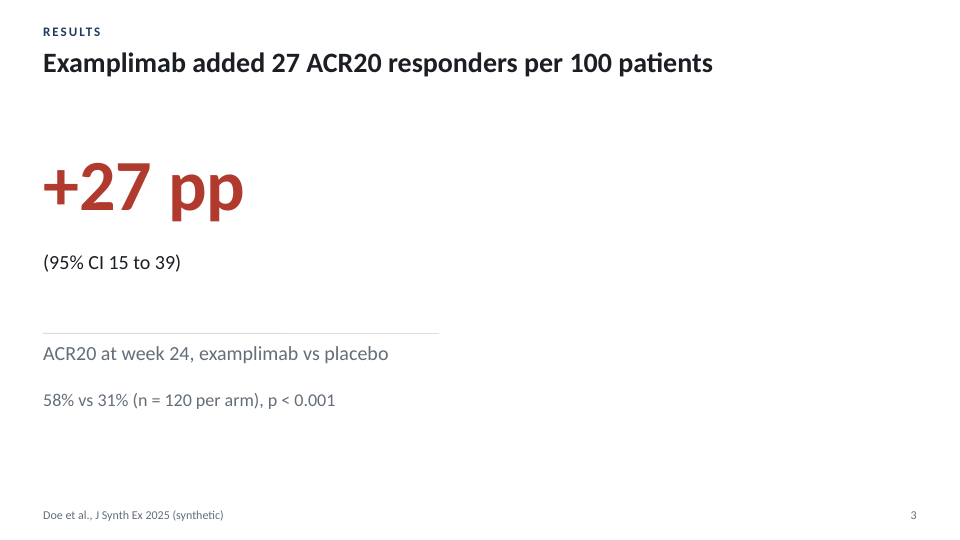 RESULTS
Examplimab added 27 ACR20 responders per 100 patients
+27 pp
(95% CI 15 to 39)
ACR20 at week 24, examplimab vs placebo
58% vs 31% (n = 120 per arm), p < 0.001
Doe et al., J Synth Ex 2025 (synthetic)
3